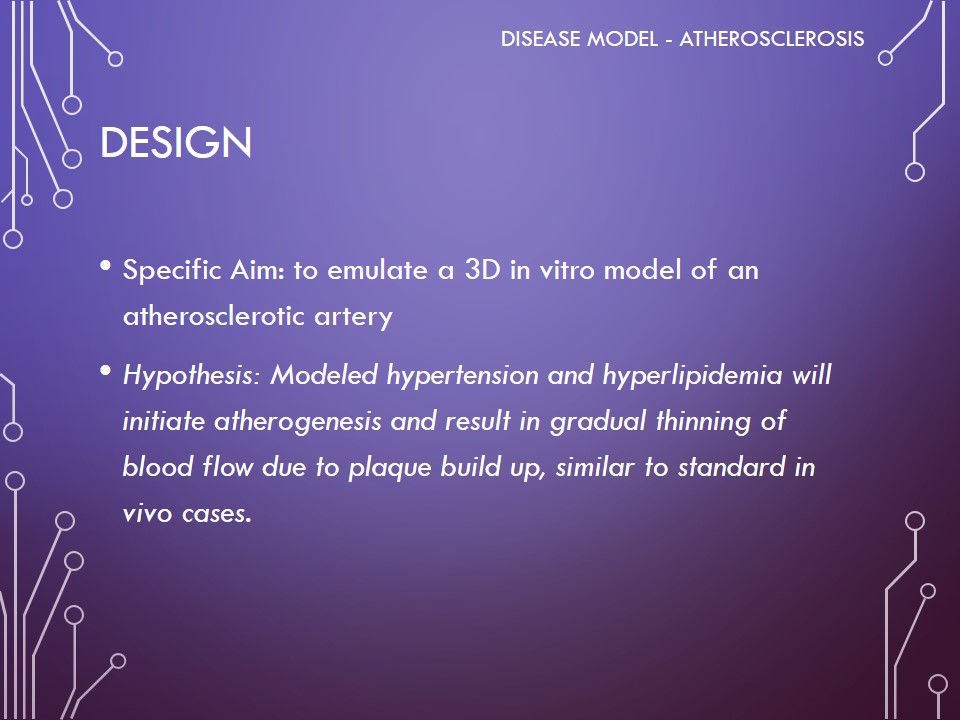 DISEASE MODEL - ATHEROSCLEROSIS
DESIGN
• Specific Aim: to emulate a 3D in vitro model of an
atherosclerotic artery
• Hypothesis: Modeled hypertension and hyperlipidemia will
initiate atherogenesis and result in gradual thinning of
blood flow due to plaque build up, similar to standard in
vivo cases.